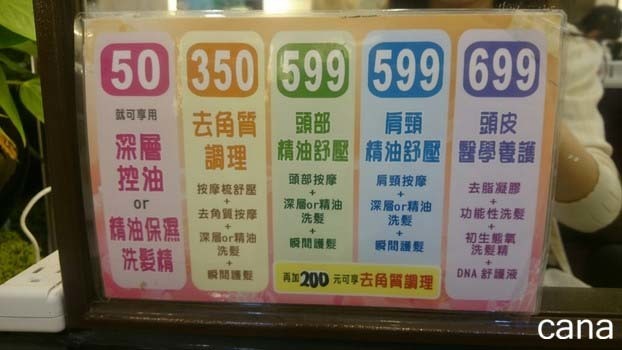 50
就可享用
深層
控油
or
精油保濕
洗髮精
350
去角質
調理
按摩梳舒壓
+
去角質按摩
+
深層or精油
洗髮
+
瞬間護髮
599
頭部
精油舒壓
頭部按摩
+
深層or精油
洗髮
+
瞬間護髮
599
肩頸
精油舒壓
肩頸按摩
+
深層or精油
洗髮
+
瞬間護髮
再加200元可享去角質調理
699
頭皮
醫學養護
去脂凝膠
+
功能性洗髮
+
初生態氧
洗髮精
+
DNA舒護液
cana